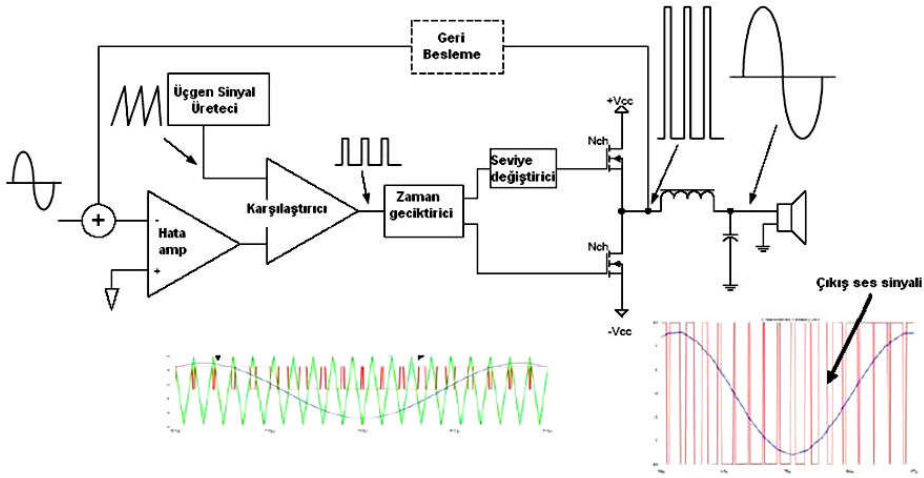 Geri
Besleme
Üçgen Sinyal
Üreteci
+Vcc
Nch
Seviye
değiştirici
Karşılaştırıcı
Zaman
geciktirici
+
-
Hata
amp
+
Nch
-Vcc
Çıkış ses sinyali